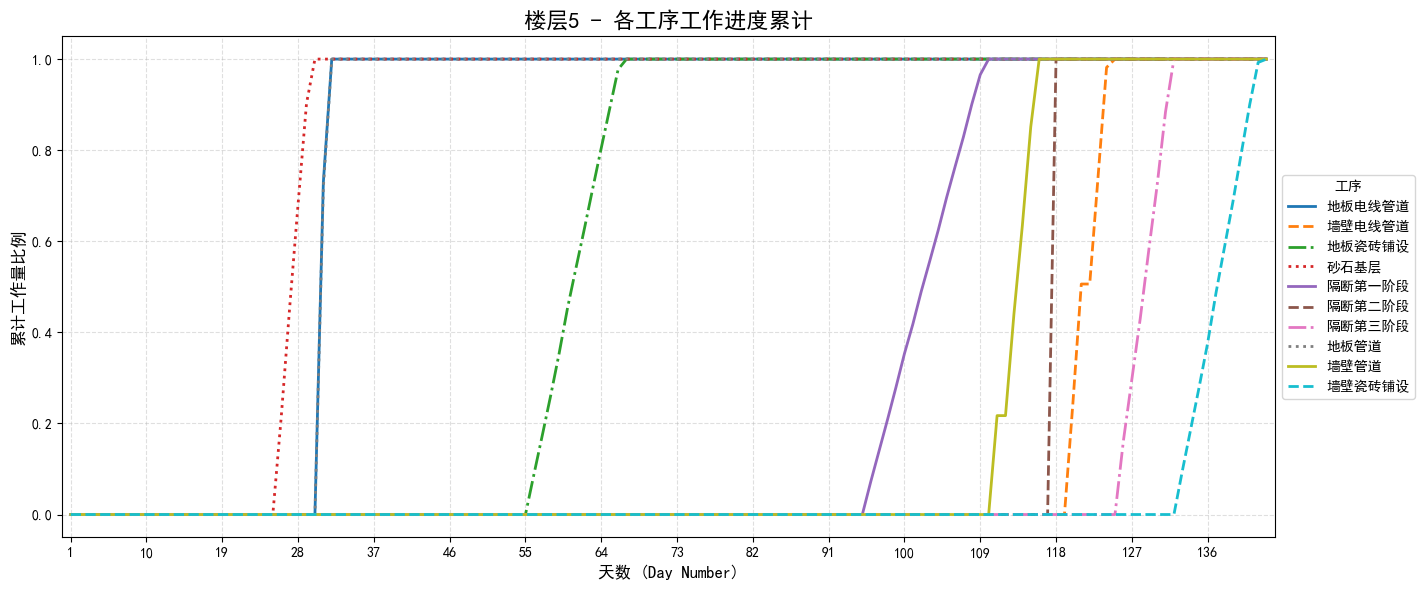 楼层5 - 各工序工作进度累计
累计工作量比例
1.0
0.8
0.6
0.4
0.2
0.0
1 10 19 28 37 46 55 64 73 82 91 100 109 118 127 136
天数 (Day Number)
工序
地板电线管道
墙壁电线管道
地板瓷砖铺设
砂石基层
隔断第一阶段
隔断第二阶段
隔断第三阶段
地板管道
墙壁管道
墙壁瓷砖铺设